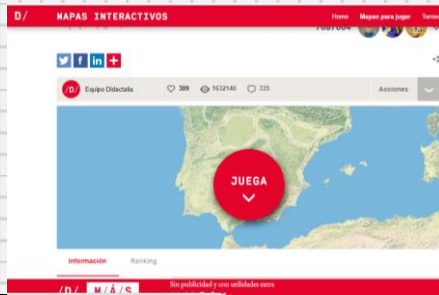 D/ MAPAS INTERACTIVOS Home Mapas para jugar
/D/ Equipo Didactalia 389 1632140 335 Acciones
JUEGA
Información Ranking
/D/ M/Á/S Sin publicidad y con utilidades extra